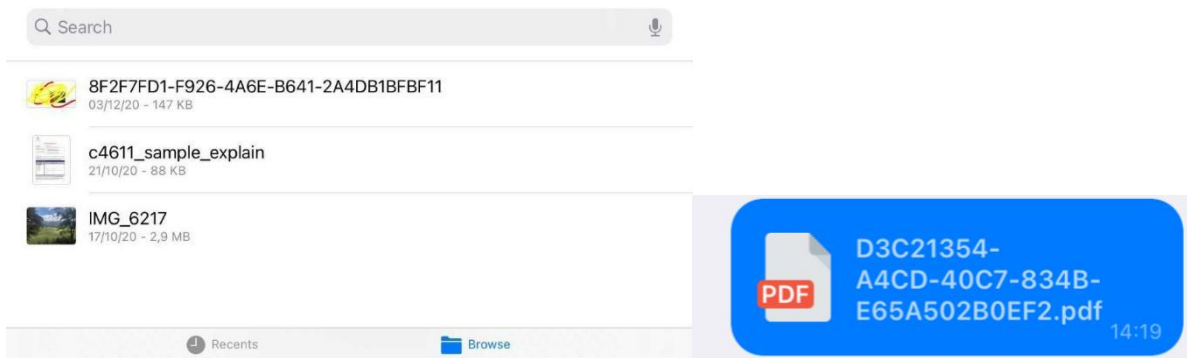 Search
8F2F7FD1-F926-4A6E-B641-2A4DB1BFBF11
03/12/20 - 147 KB
c4611_sample_explain
21/10/20 - 88 KB
IMG_6217
17/10/20 - 2,9 MB
Recents
Browse
PDF
D3C21354-
A4CD-40C7-834B-
E65A502B0EF2.pdf
14:19